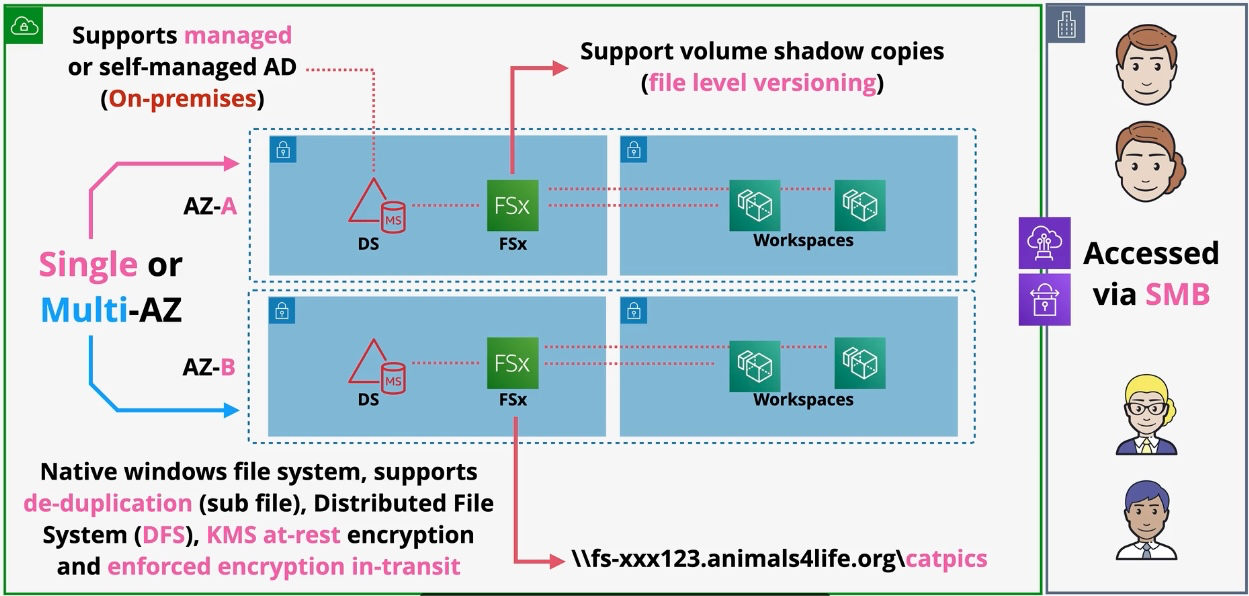 Supports managed
or self-managed AD
(On-premises)
Support volume shadow copies
(file level versioning)
AZ-A
MS
DS
FSx
FSx
Workspaces
Single or
Multi-AZ
AZ-B
MS
DS
FSx
FSx
Workspaces
Accessed
via SMB
Native windows file system, supports
de-duplication (sub file), Distributed File
System (DFS), KMS at-rest encryption
and enforced encryption in-transit
\\fs-xxx123.animals4life.org\catpics